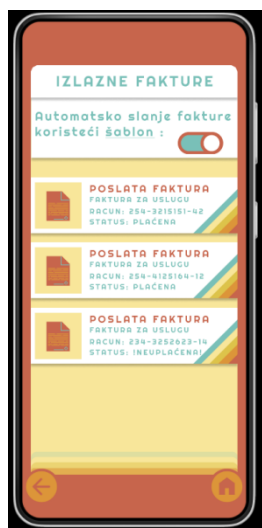 IZLAZNE FAKTURE
Automatsko slanje fakture
koristeći šablon :
POSLATA FAKTURA
FAKTURA ZA USLUGU
RACUN: 254-3215151-42
STATUS: PLAĆENA
POSLATA FAKTURA
FAKTURA ZA USLUGU
RACUN: 254-4125164-12
STATUS: PLAĆENA
POSLATA FAKTURA
FAKTURA ZA USLUGU
RACUN: 234-3252623-14
STATUS: !NEUPLAĆENA!